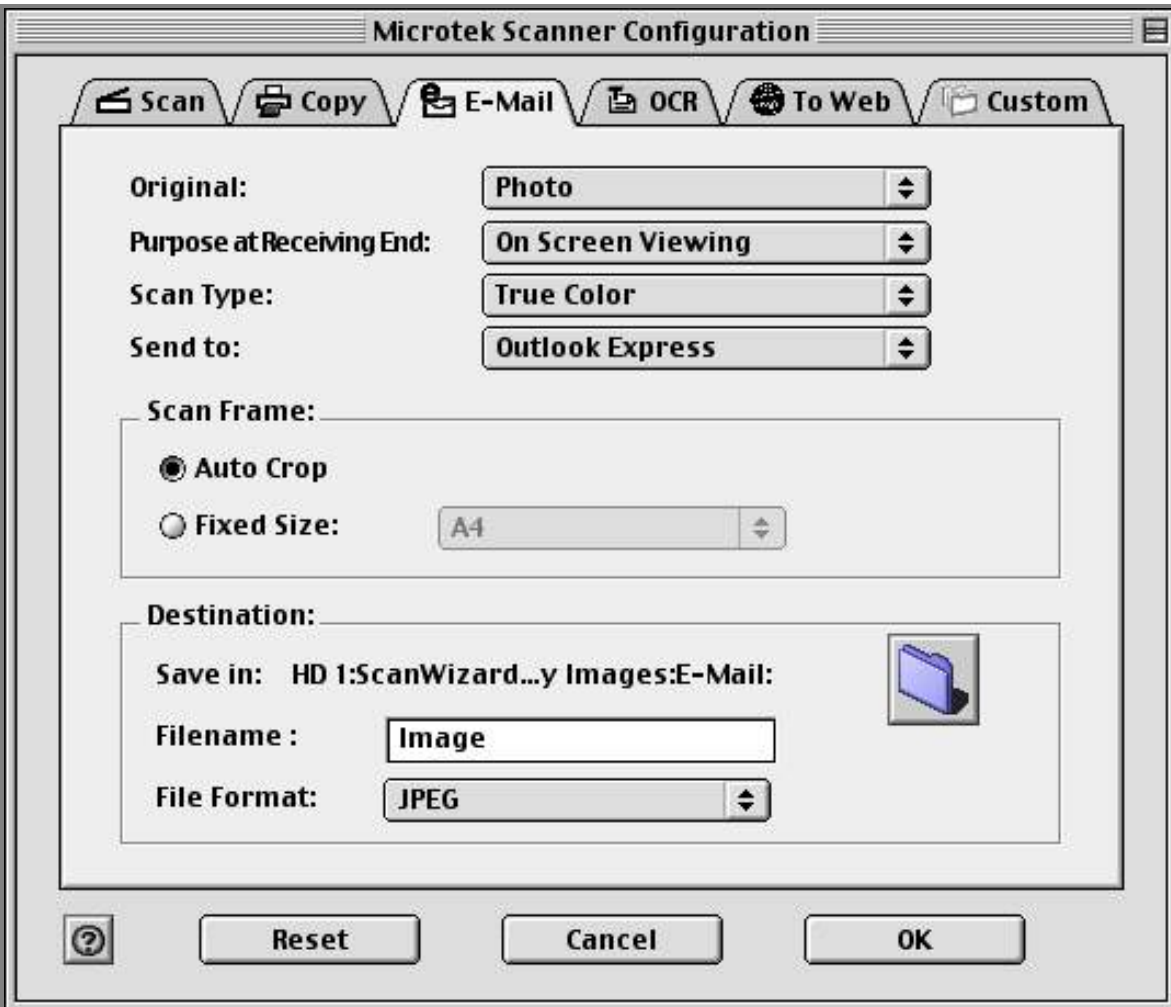 Microtek Scanner Configuration
Scan Copy E-Mail OCR To Web Custom
Original: Photo
Purpose at Receiving End: On Screen Viewing
Scan Type: True Color
Send to: Outlook Express
Scan Frame:
Auto Crop
Fixed Size: A4
Destination:
Save in: HD 1:ScanWizard...y Images:E-Mail:
Filename : Image
File Format: JPEG
? Reset Cancel OK